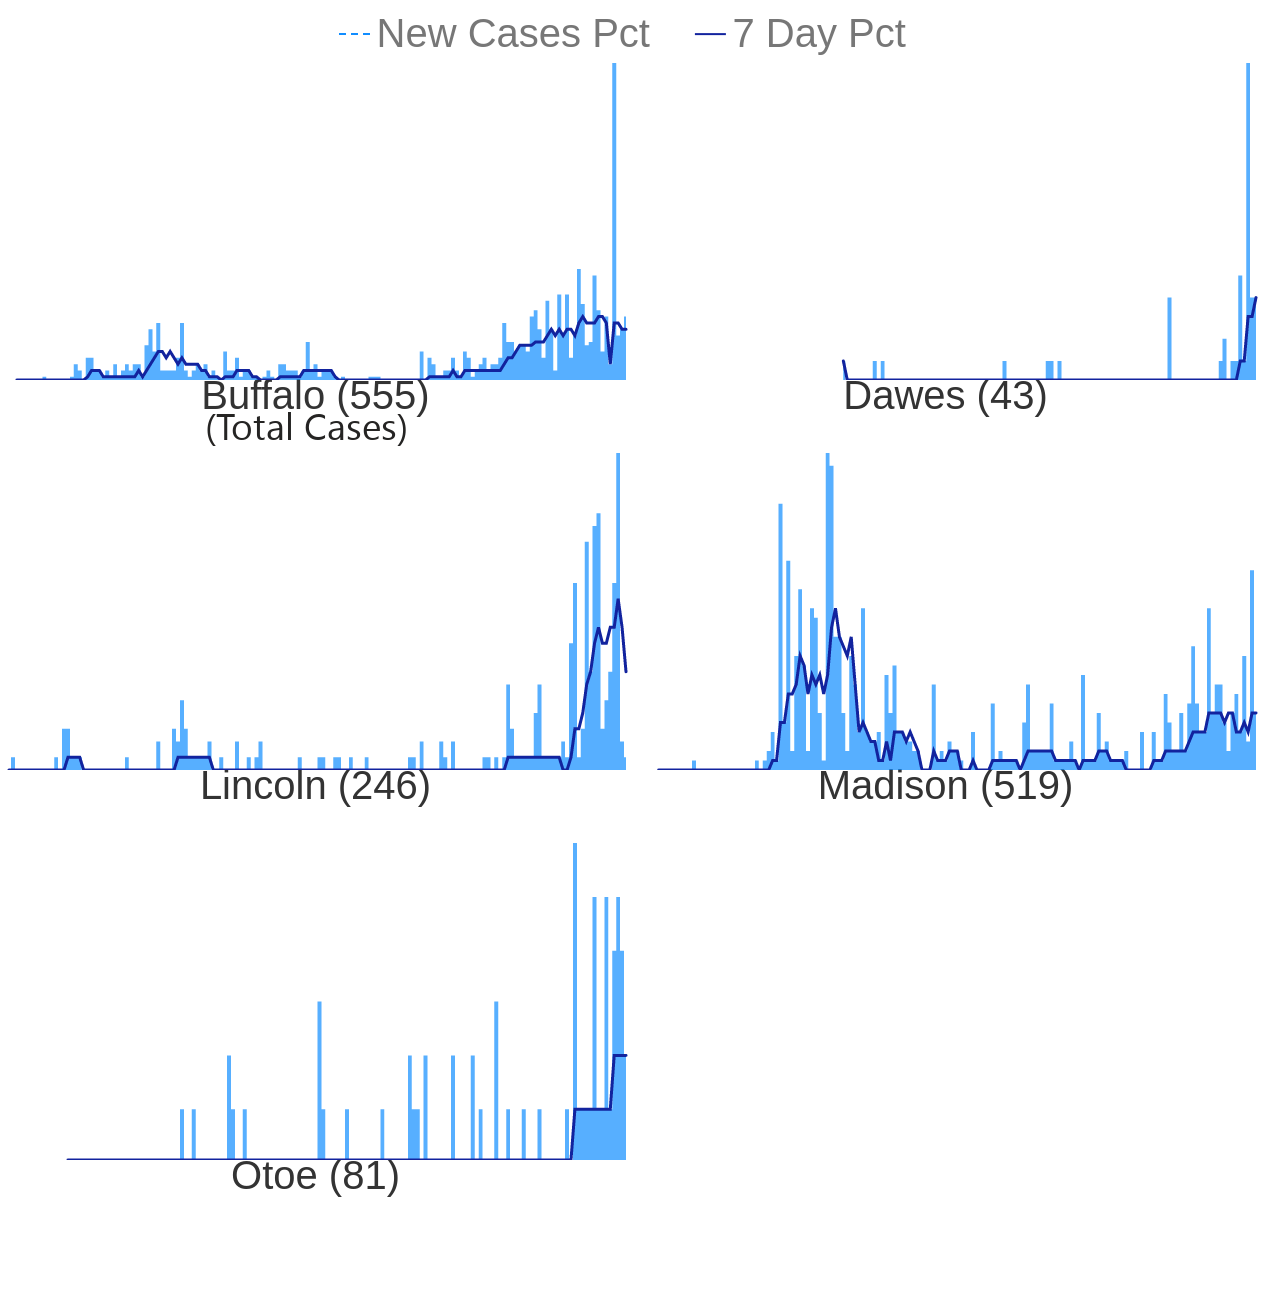 New Cases Pct 7 Day Pct
Buffalo (555)
(Total Cases)
Dawes (43)
Lincoln (246)
Madison (519)
Otoe (81)